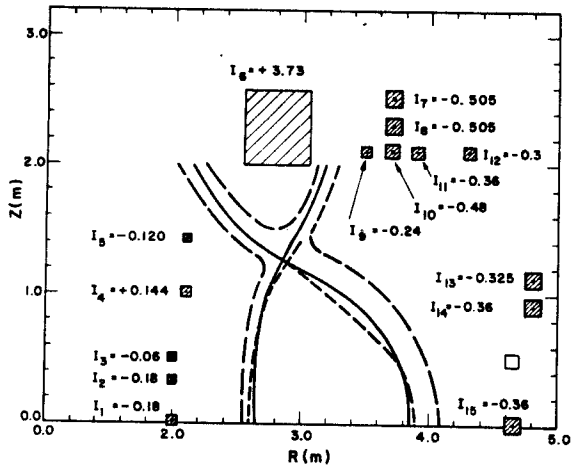 3.0
I₆=+3.73
I₇=-0.505
I₈=-0.505
2.0
I₁₂=-0.3
I₁₁=-0.36
I₁₀=-0.48
I₉=-0.24
Z(m)
I₅=-0.120
I₄=+0.144
1.0
I₁₃=-0.325
I₁₄=-0.36
I₃=-0.06
I₂=-0.18
I₁=-0.18
I₁₅=-0.36
0.0
0.0 2.0 3.0 4.0 5.0
R(m)